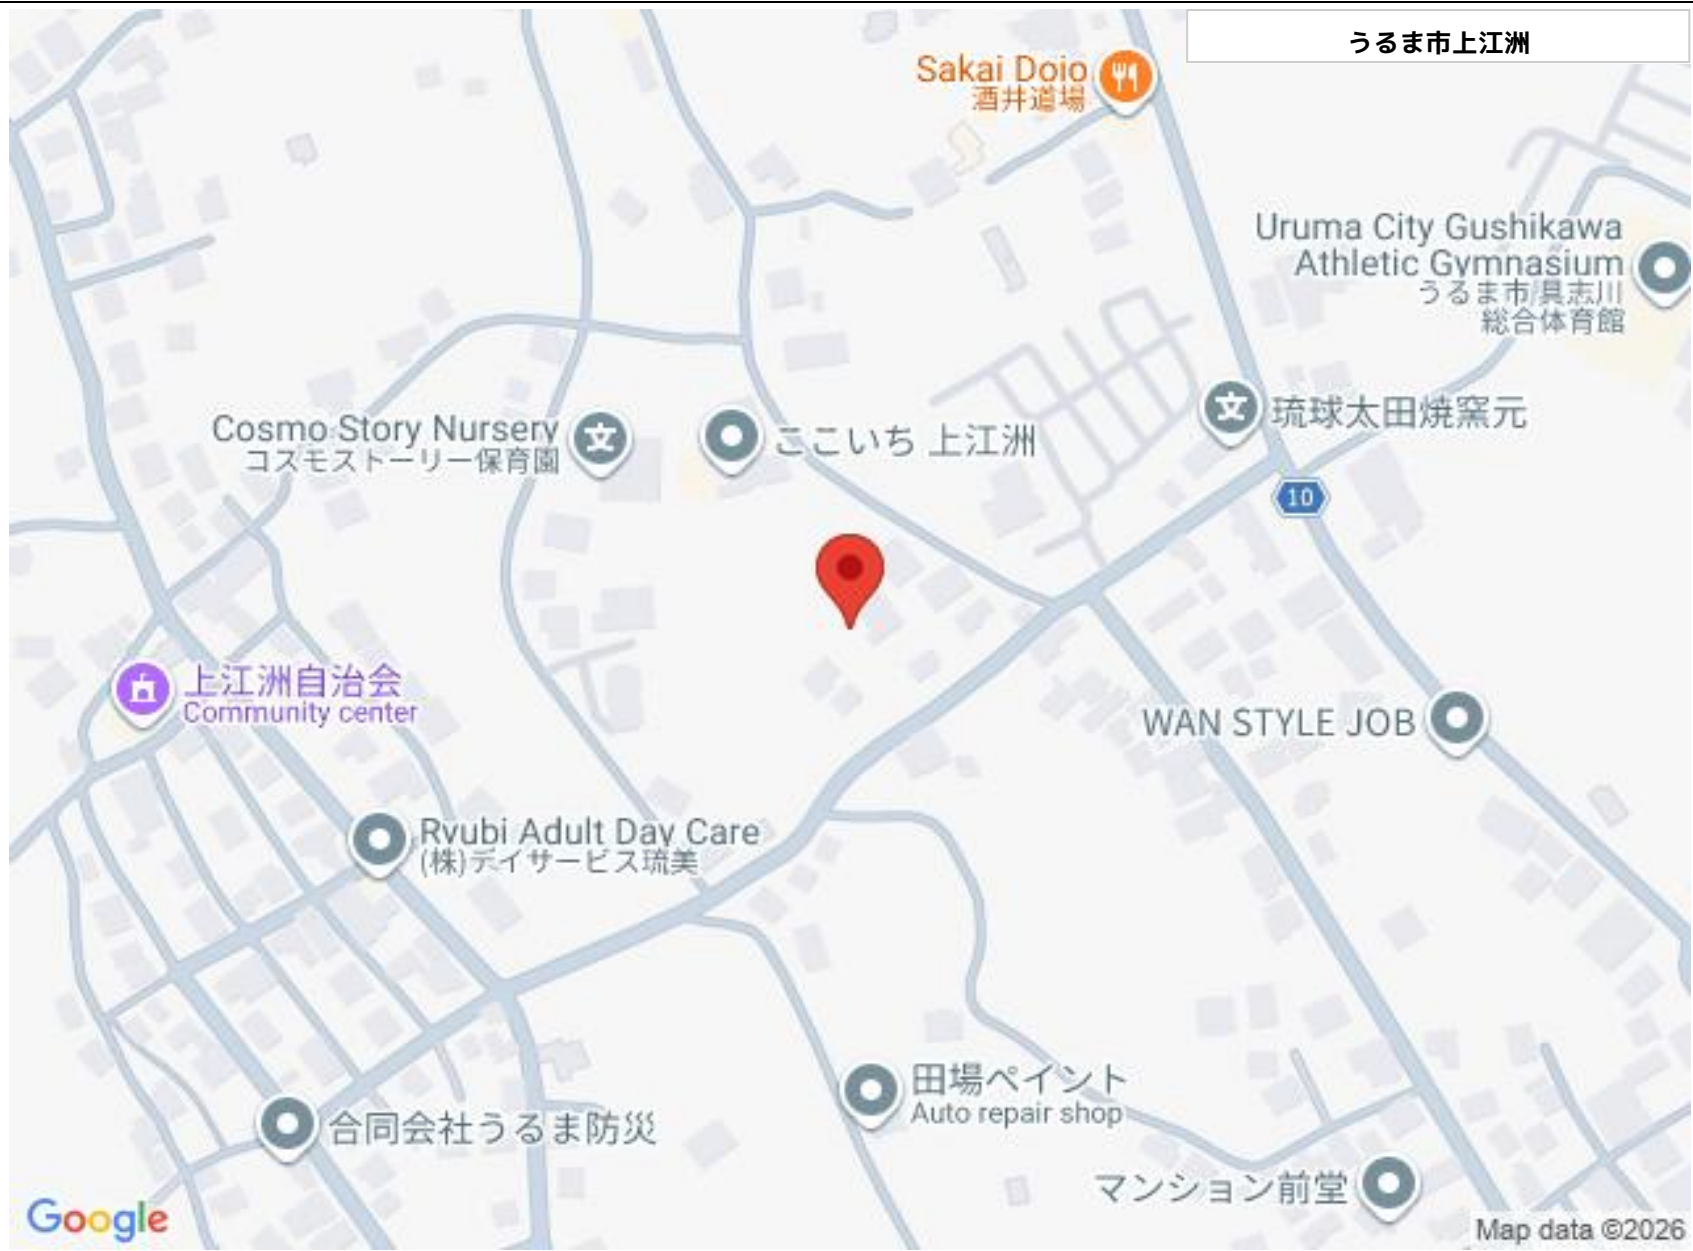 うるま市上江洲
Sakai Dojo
酒井道場
Uruma City Gushikawa
Athletic Gymnasium
うるま市/具志川
総合体育館
Cosmo Story Nursery
コスモストーリー保育園
ここいち 上江洲
琉球太田焼窯元
10
上江洲自治会
Community center
WAN STYLE JOB
Ryubi Adult Day Care
(株)デイサービス琉美
田場ペイント
Auto repair shop
合同会社うるま防災
マンション前堂
Google
Map data ©2026